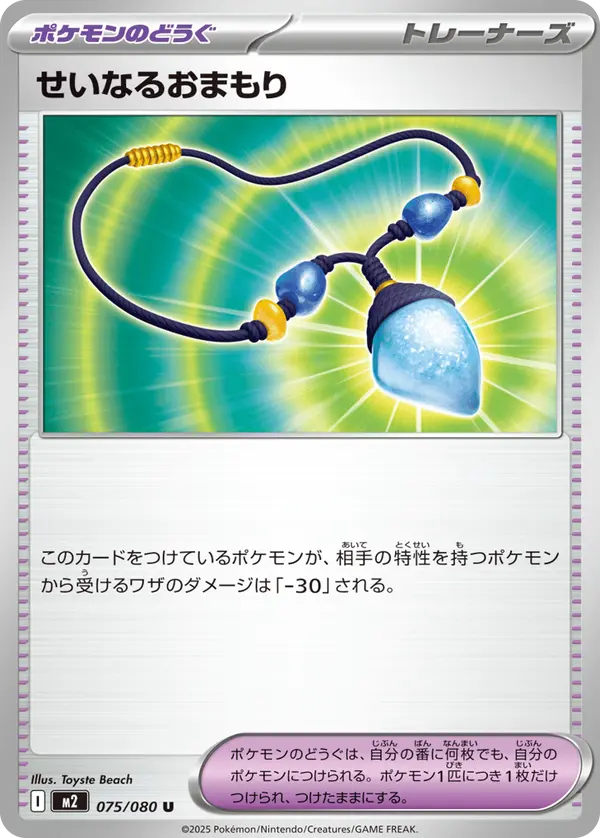 ポケモンのどうぐ トレーナーズ
せいなるおまもり
このカードをつけているポケモンが、相手の特性を持つポケモン
から受けるワザのダメージは「-30」される。
ポケモンのどうぐは、自分の番に何枚でも、自分の
ポケモンにつけられる。ポケモン1匹につき1枚だけ
つけられ、つけたままにする。
Illus. Toyste Beach
I m2 075/080 U
©2025 Pokémon/Nintendo/Creatures/GAME FREAK.